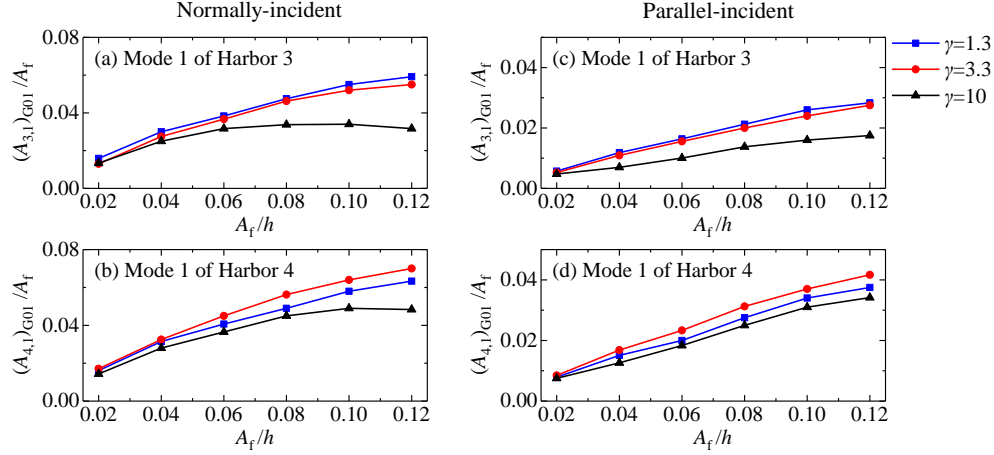 Normally-incident
Parallel-incident
(a) Mode 1 of Harbor 3
(A3,1)G01 /Af
0.08
0.04
0.00
0.02 0.04 0.06 0.08 0.10 0.12
Af/h
(c) Mode 1 of Harbor 3
(A3,1)G01 /Af
0.04
0.02
0.00
0.02 0.04 0.06 0.08 0.10 0.12
Af/h
γ=1.3
γ=3.3
γ=10
(b) Mode 1 of Harbor 4
(A4,1)G01 /Af
0.08
0.04
0.00
0.02 0.04 0.06 0.08 0.10 0.12
Af/h
(d) Mode 1 of Harbor 4
(A4,1)G01 /Af
0.04
0.02
0.00
0.02 0.04 0.06 0.08 0.10 0.12
Af/h